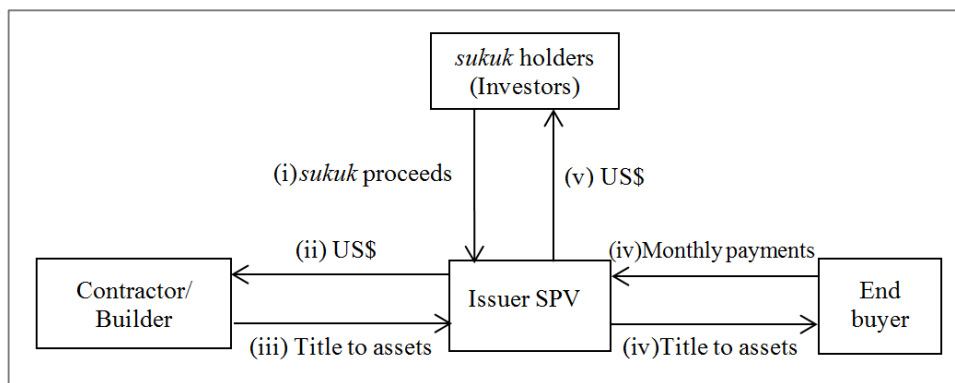 sukuk holders
(Investors)
(i)sukuk proceeds
(v) US$
(ii) US$
(iv)Monthly payments
Contractor/
Builder
Issuer SPV
End
buyer
(iii) Title to assets
(iv)Title to assets